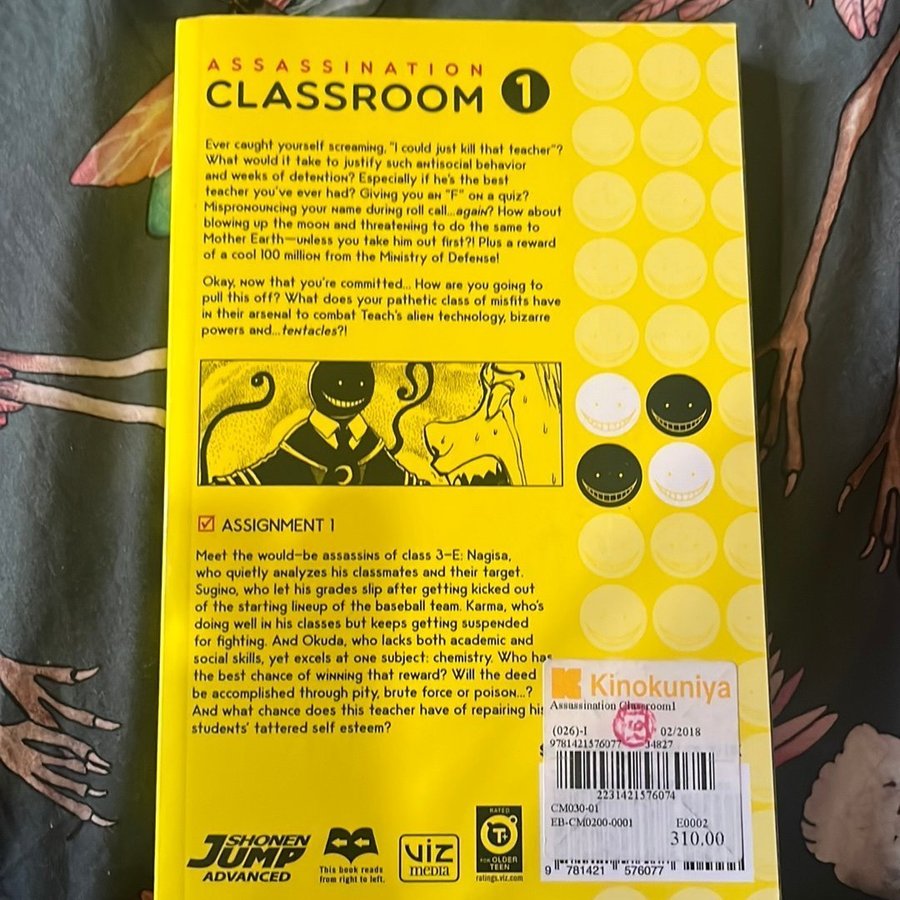 ASSASSINATION
CLASSROOM 1
Ever caught yourself screaming, "I could just kill that teacher"?
What would it take to justify such antisocial behavior
and weeks of detention? Especially if he's the best
teacher you've ever had? Giving you an "F" on a quiz?
Mispronouncing your name during roll call...again? How about
blowing up the moon and threatening to do the same to
Mother Earth—unless you take him out first?! Plus a reward
of a cool 100 million from the Ministry of Defense!
Okay, now that you're committed... How are you going to
pull this off? What does your pathetic class of misfits have
in their arsenal to combat Teach's alien technology, bizarre
powers and...tentacles?!
ASSIGNMENT 1
Meet the would-be assassins of class 3-E: Nagisa,
who quietly analyzes his classmates and their target.
Sugino, who let his grades slip after getting kicked out
of the starting lineup of the baseball team. Karma, who's
doing well in his classes but keeps getting suspended
for fighting. And Okuda, who lacks both academic and
social skills, yet excels at one subject: chemistry. Who has
the best chance of winning that reward? Will the deed
be accomplished through pity, brute force or poison...?
And what chance does this teacher have of repairing his
students' tattered self esteem?
Kinokuniya
Assassination Classroom1
(026)-I 02/2018
9781421576077 34827
2231421576074
CM030-01
EB-CM0200-0001 E0002
310.00
9 781421 576077
SHONEN
JUMP
ADVANCED
This book reads
from right to left.
VIZ
MEDIA
RATED
T+
FOR OLDER
TEEN
ratings.viz.com